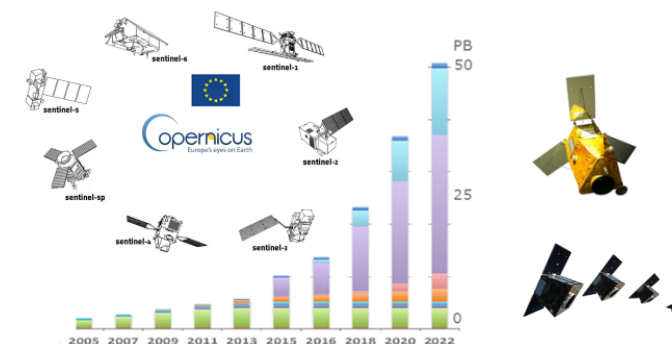 sentinel-6
sentinel-1
PB
50
sentinel-5
opernicus
Europe's eyes on Earth
sentinel-2
sentinel-5p
25
sentinel-4
sentinel-3
0
2005 2007 2009 2011 2013 2015 2016 2018 2020 2022